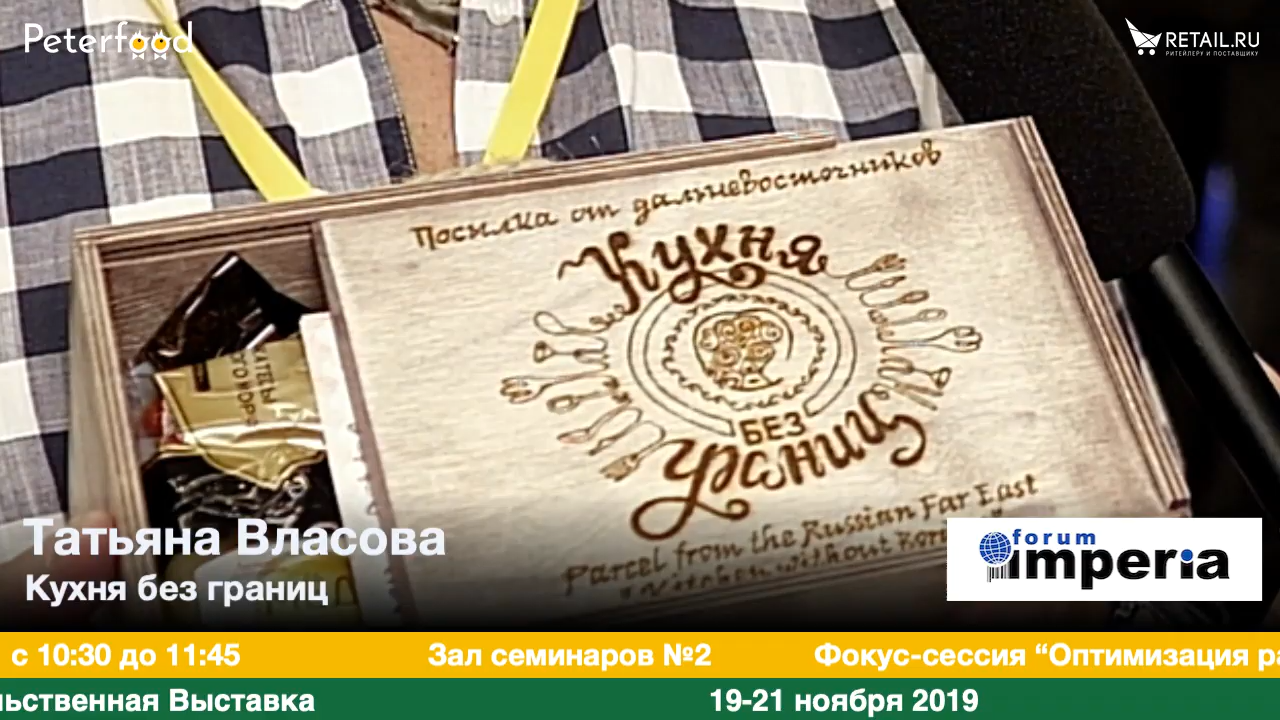 Peterfood
RETAIL.RU
РИТЕЙЛЕРУ И ПОСТАВЩИКУ
Посылка от дальневосточников
Кухня
БЕЗ
Границ
Parcel from the Russian Far East
without
Татьяна Власова
Кухня без границ
forum
imperia
с 10:30 до 11:45 Зал семинаров №2 Фокус-сессия “Оптимизация ра
льственная Выставка 19-21 ноября 2019